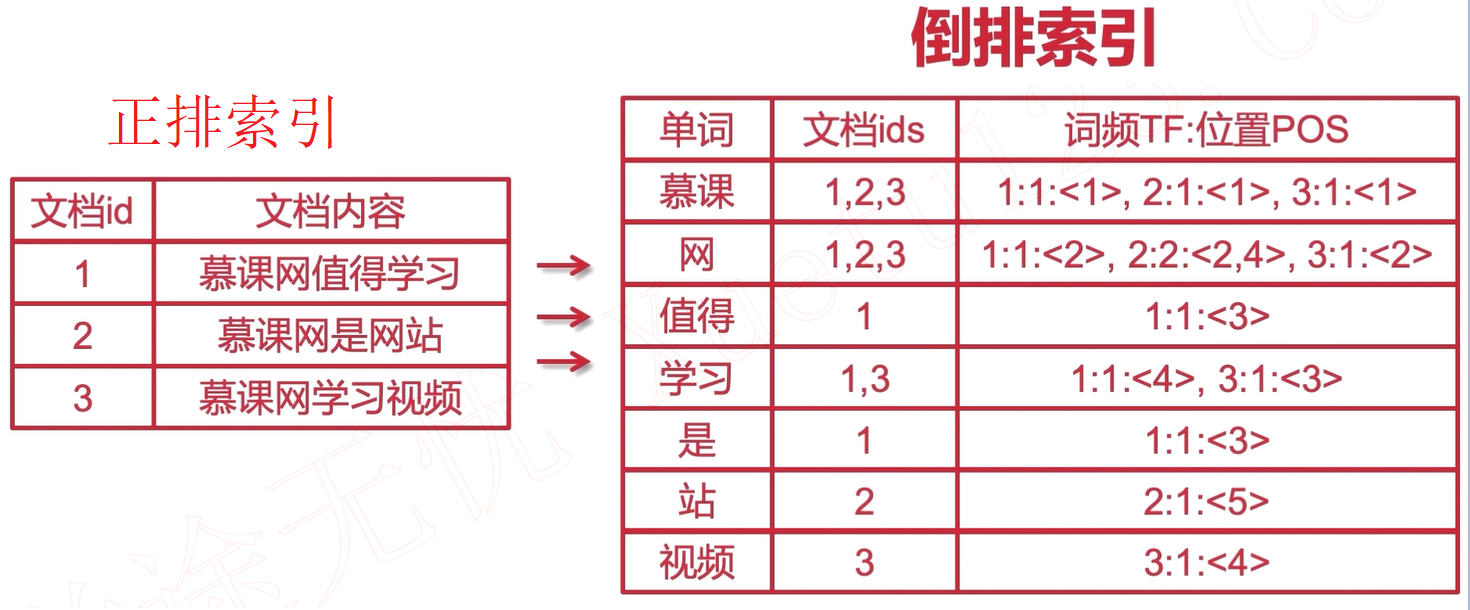 倒排索引
正排索引
文档id 文档内容
1 慕课网值得学习
2 慕课网是网站
3 慕课网学习视频
单词 文档ids 词频TF:位置POS
慕课 1,2,3 1:1:<1>, 2:1:<1>, 3:1:<1>
网 1,2,3 1:1:<2>, 2:2:<2,4>, 3:1:<2>
值得 1 1:1:<3>
学习 1,3 1:1:<4>, 3:1:<3>
是 1 1:1:<3>
站 2 2:1:<5>
视频 3 3:1:<4>